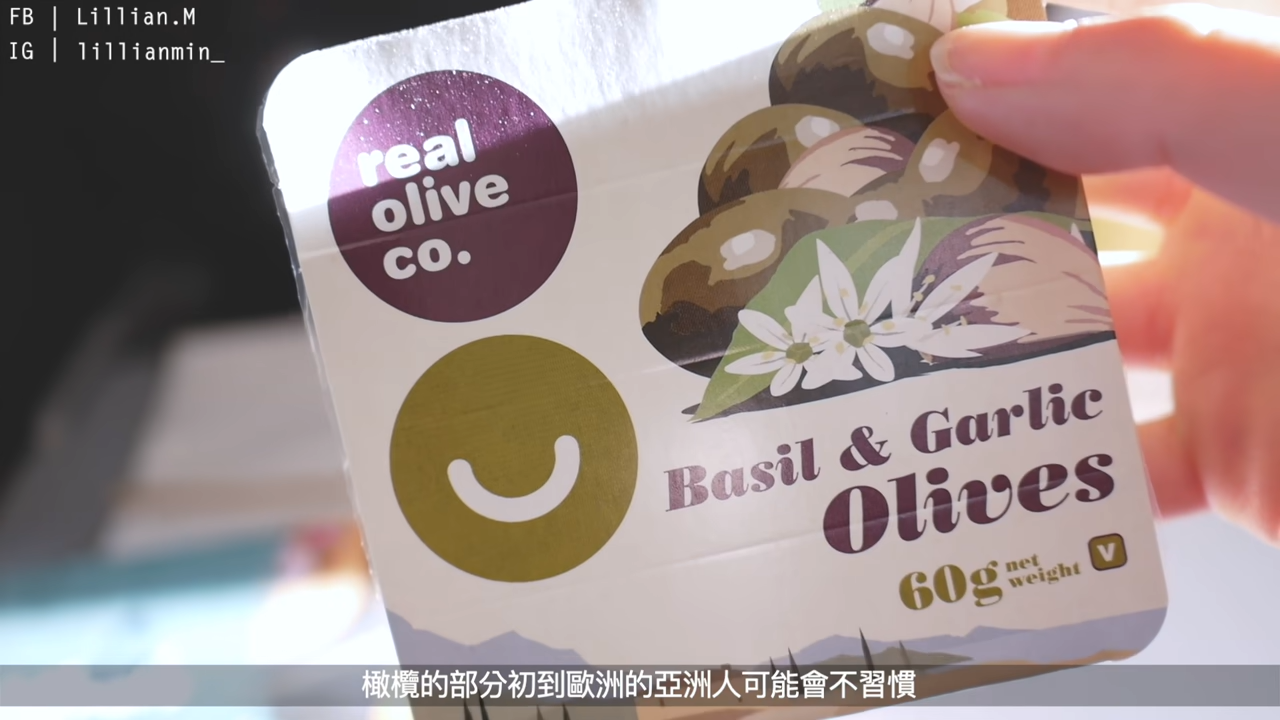 FB | Lillian.M
IG | lillianmin_
real
olive
co.
Basil & Garlic
Olives
60g net
weight
V
橄欖的部分初到歐洲的亞洲人可能會不習慣